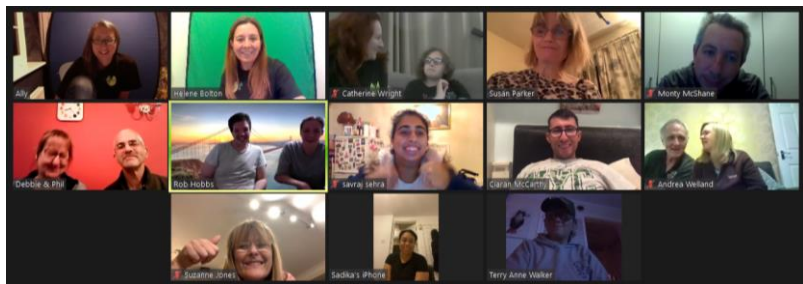 Ally
Helene Bolton
Catherine Wright
Susan Parker
Monty McShane
Debbie & Phil
Rob Hobbs
savraj sehra
Ciaran McCarthy
Andrea Welland
Suzanne Jones
Sadika's iPhone
Terry Anne Walker